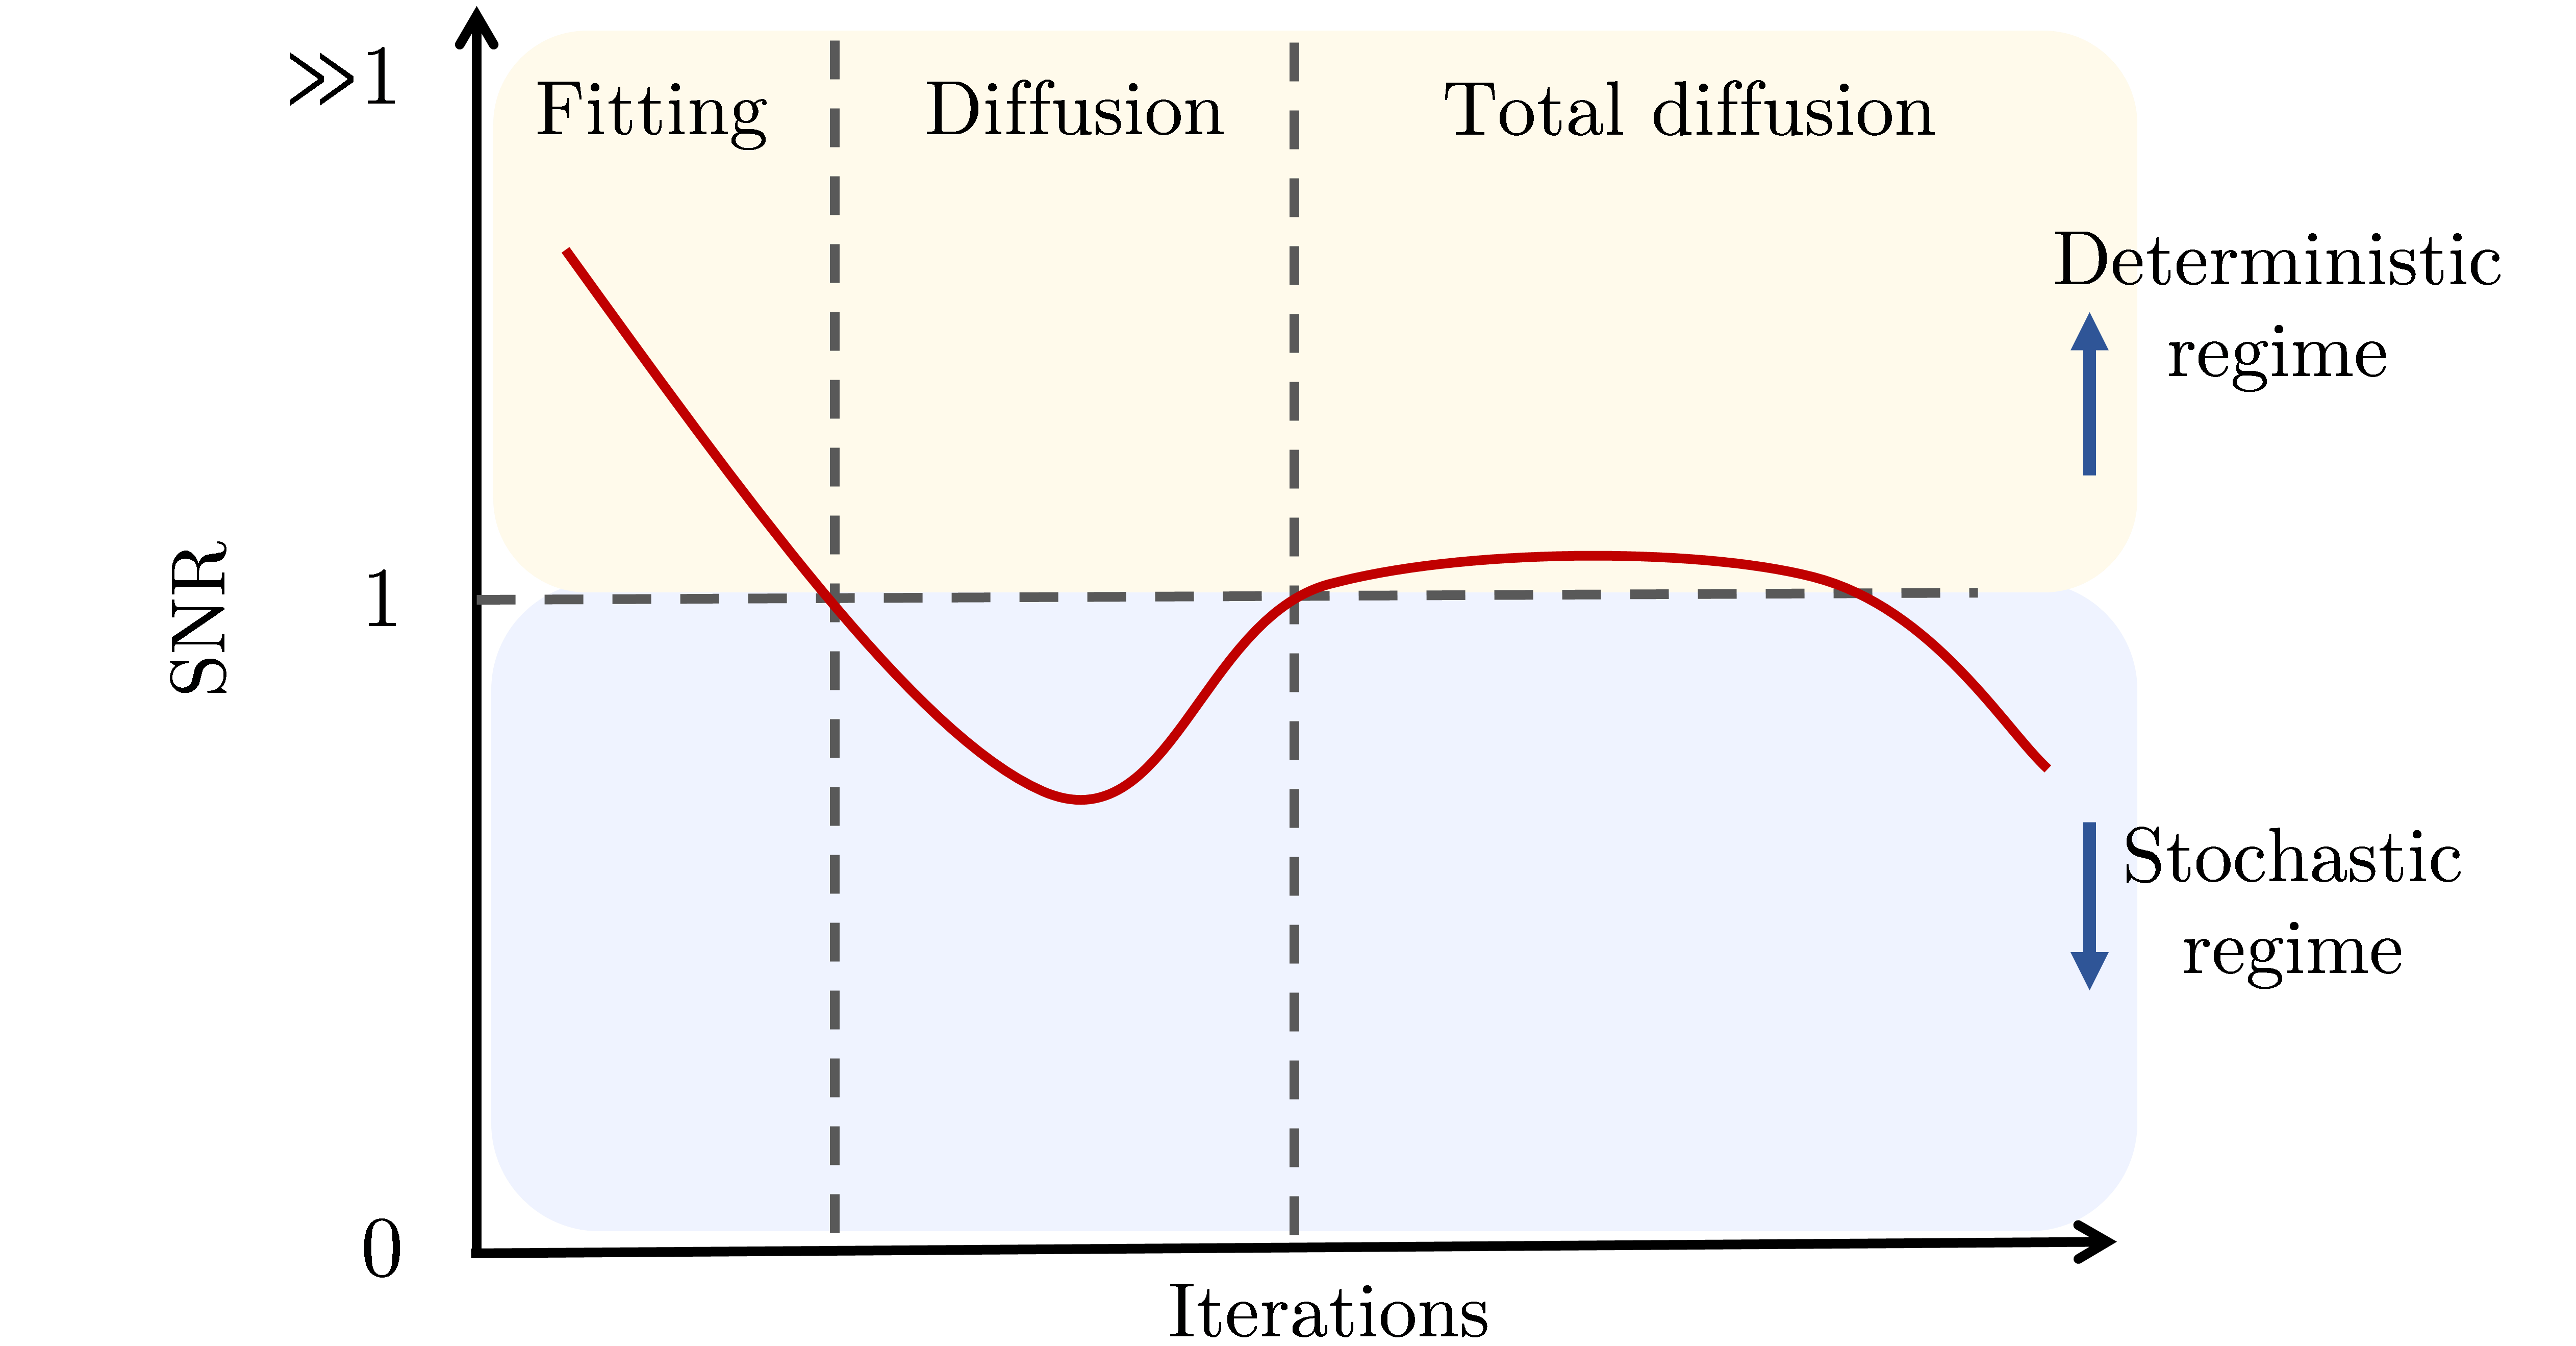 ≫1
Fitting
Diffusion
Total diffusion
Deterministic
regime
SNR
1
Stochastic
regime
0
Iterations